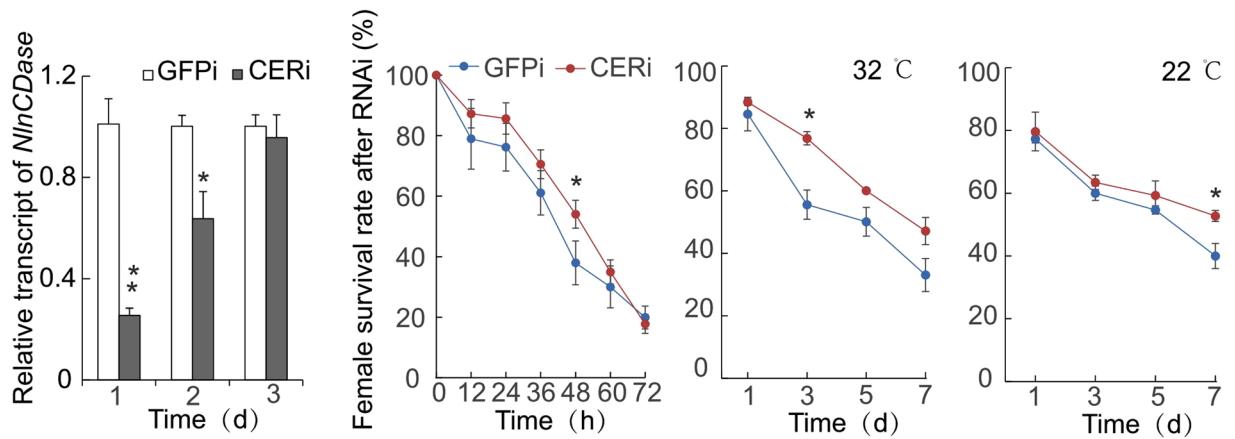 Relative transcript of NlnCDase
GFPi CERi
1.2
0.8
0.4
0
**
*
1 2 3
Time (d)
Female survival rate after RNAi (%)
GFPi CERi
100
80
60
40
20
0
*
0 12 24 36 48 60 72
Time (h)
32 ℃
100
80
60
40
20
0
*
1 3 5 7
Time (d)
22 ℃
100
80
60
40
20
0
*
1 3 5 7
Time (d)